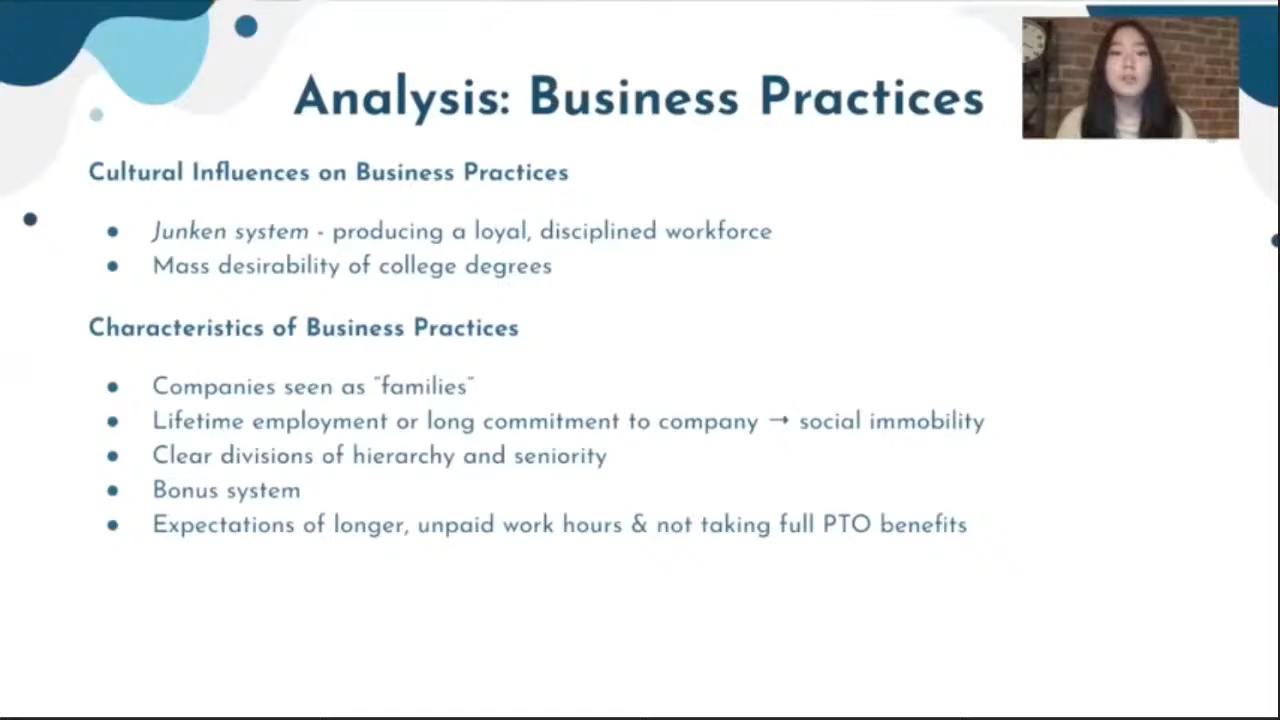 Analysis: Business Practices
Cultural Influences on Business Practices
● Junken system - producing a loyal, disciplined workforce
● Mass desirability of college degrees
Characteristics of Business Practices
● Companies seen as “families”
● Lifetime employment or long commitment to company → social immobility
● Clear divisions of hierarchy and seniority
● Bonus system
● Expectations of longer, unpaid work hours & not taking full PTO benefits